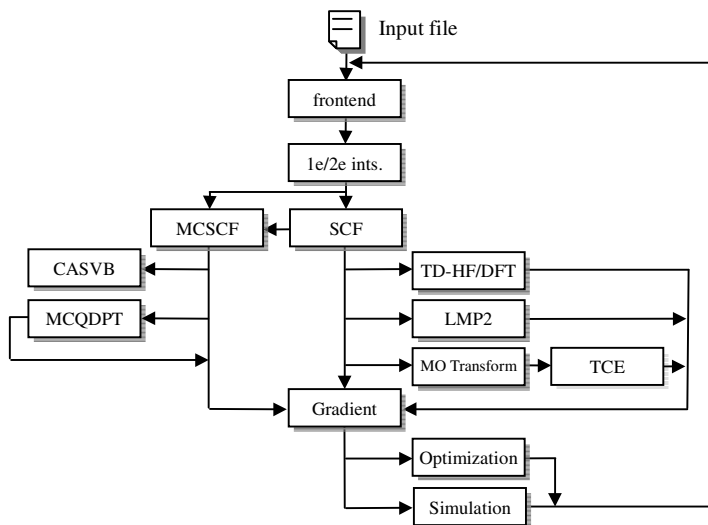 Input file
frontend
1e/2e ints.
MCSCF
SCF
CASVB
TD-HF/DFT
MCQDPT
LMP2
MO Transform
TCE
Gradient
Optimization
Simulation